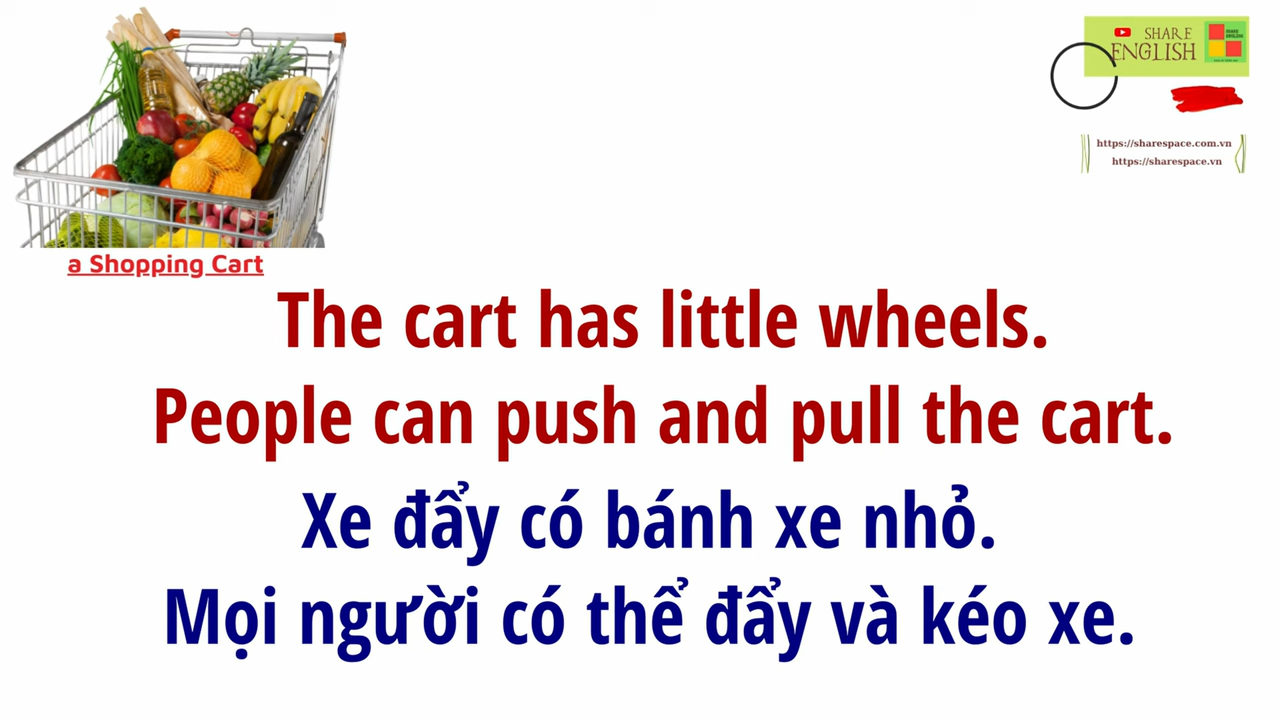 SHARE
ENGLISH
https://sharespace.com.vn
https://sharespace.vn
a Shopping Cart
The cart has little wheels.
People can push and pull the cart.
Xe đẩy có bánh xe nhỏ.
Mọi người có thể đẩy và kéo xe.